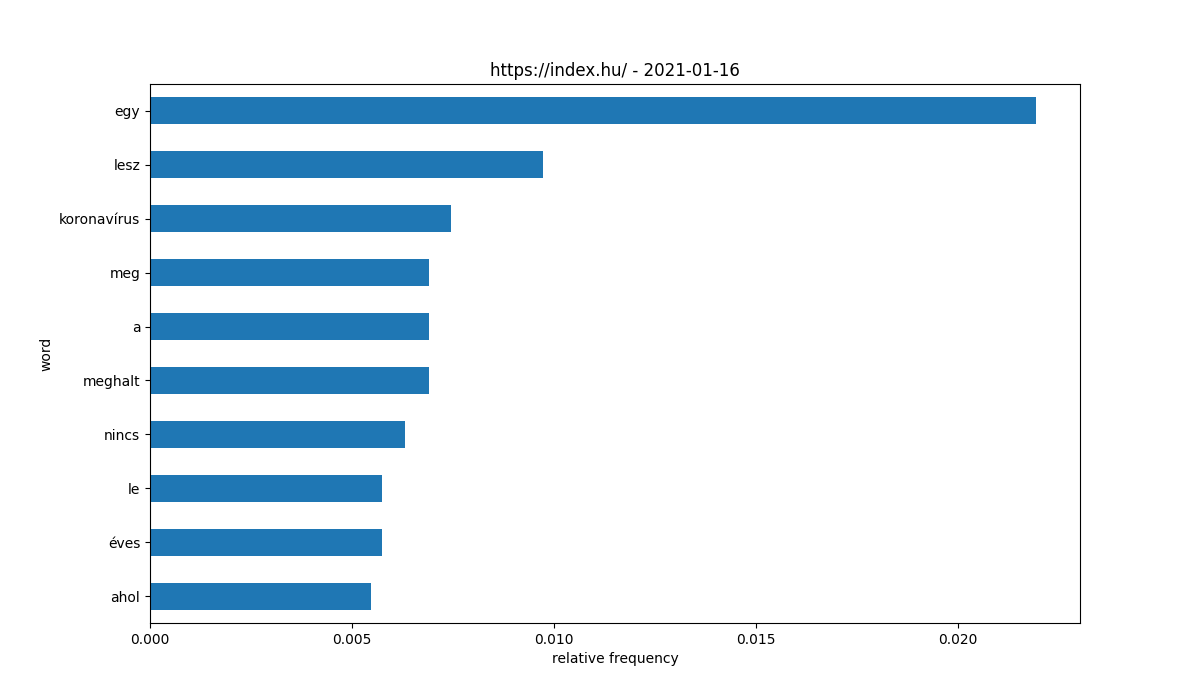 https://index.hu/ - 2021-01-16
egy
lesz
koronavírus
meg
a
meghalt
nincs
le
éves
ahol
word
0.000 0.005 0.010 0.015 0.020
relative frequency